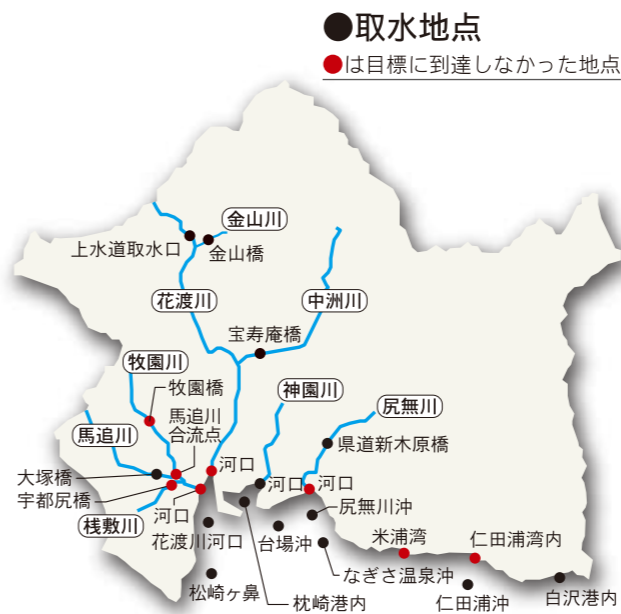 ●取水地点
●は目標に到達しなかった地点
金山川
上水道取水口
金山橋
花渡川
中洲川
宝寿庵橋
牧園川
牧園橋
神園川
尻無川
馬追川
馬追川
合流点
県道新木原橋
大塚橋
宇都尻橋
河口
河口
河口
河口
桟敷川
花渡川河口
台場沖
尻無川沖
米浦湾
仁田浦湾内
なぎさ温泉沖
松崎ヶ鼻
枕崎港内
仁田浦沖
白沢港内